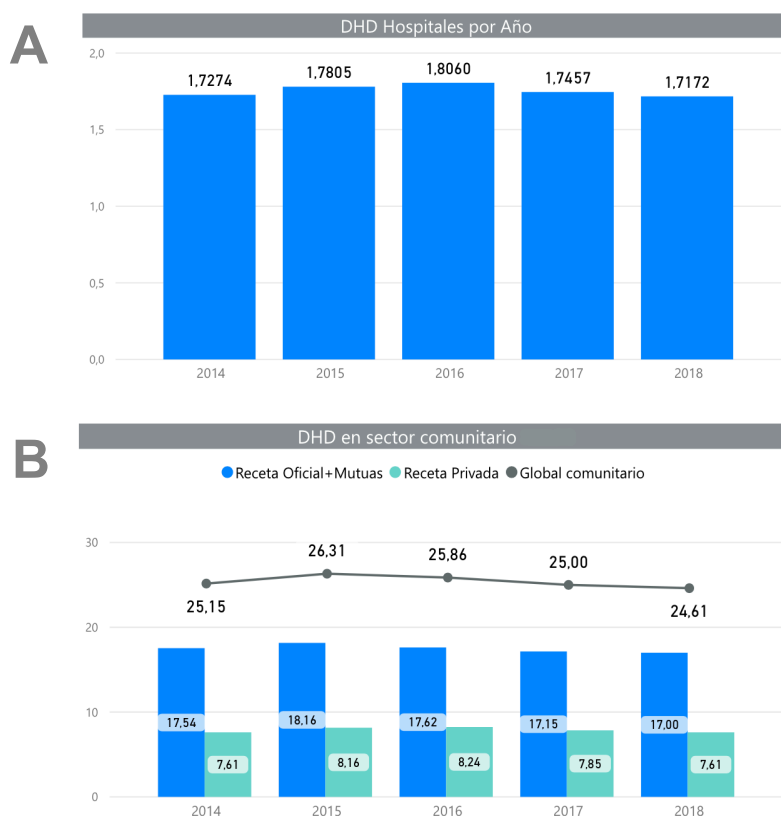 A
DHD Hospitales por Año
2,0
1,7274 1,7805 1,8060 1,7457 1,7172
1,5
1,0
0,5
0,0
2014 2015 2016 2017 2018
B
DHD en sector comunitario
Receta Oficial+Mutuas Receta Privada Global comunitario
30
25,15 26,31 25,86 25,00 24,61
20
17,54 18,16 17,62 17,15 17,00
10
7,61 8,16 8,24 7,85 7,61
0
2014 2015 2016 2017 2018